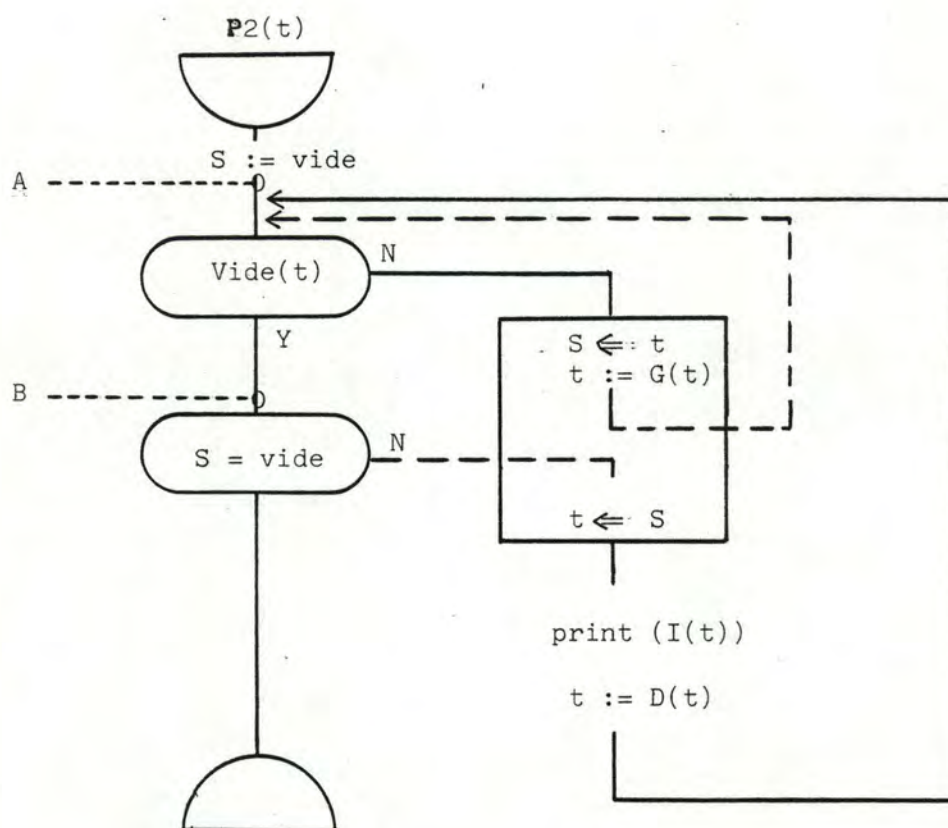 P2(t)
S := vide
A
Vide(t)
N
Y
S ⇐ t
t := G(t)
B
S = vide
N
t ⇐ S
print (I(t))
t := D(t)